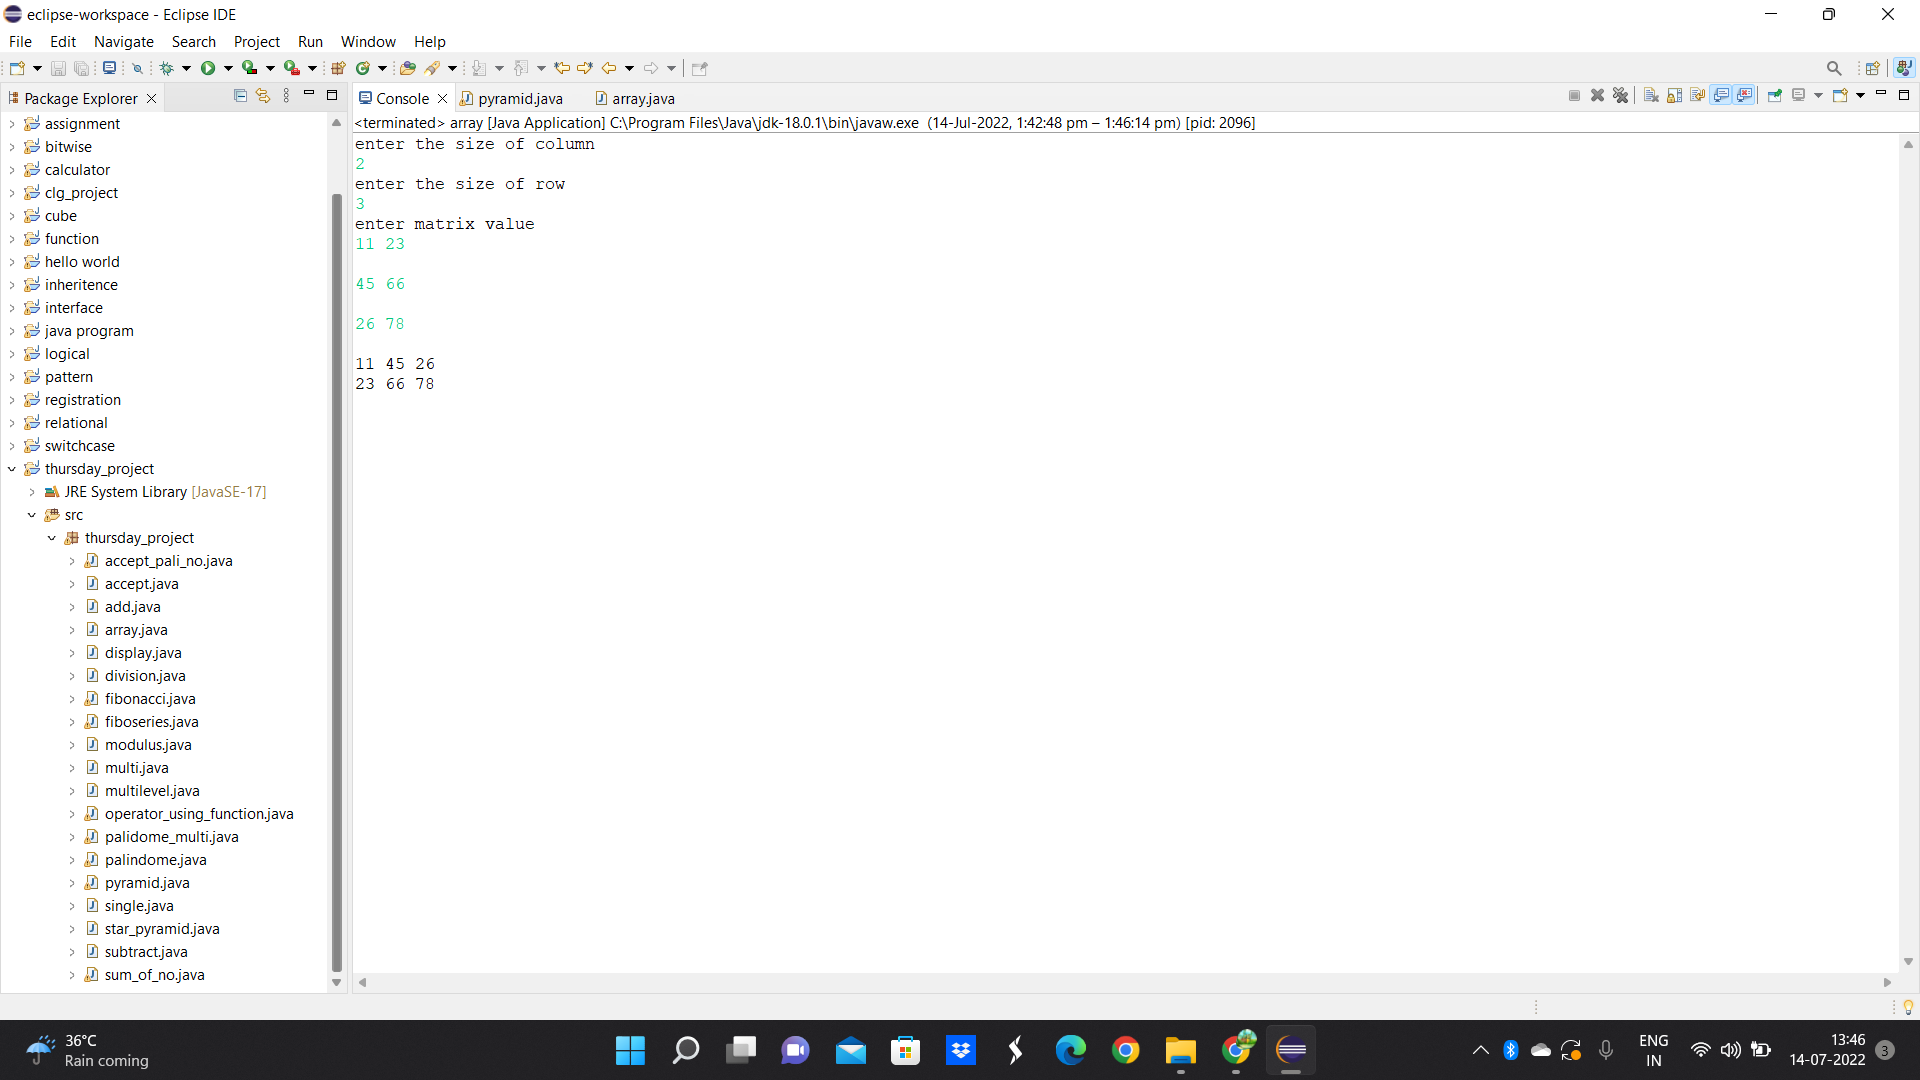 eclipse-workspace - Eclipse IDE
File Edit Navigate Search Project Run Window Help
Package Explorer
assignment
bitwise
calculator
clg_project
cube
function
hello world
inheritence
interface
java program
logical
pattern
registration
relational
switchcase
thursday_project
JRE System Library [JavaSE-17]
src
thursday_project
accept_pali_no.java
accept.java
add.java
array.java
display.java
division.java
fibonacci.java
fiboseries.java
modulus.java
multi.java
multilevel.java
operator_using_function.java
palidome_multi.java
palindome.java
pyramid.java
single.java
star_pyramid.java
subtract.java
sum_of_no.java
Console pyramid.java array.java
<terminated> array [Java Application] C:\Program Files\Java\jdk-18.0.1\bin\javaw.exe (14-Jul-2022, 1:42:48 pm – 1:46:14 pm) [pid: 2096]
enter the size of column
2
enter the size of row
3
enter matrix value
11 23
45 66
26 78
11 45 26
23 66 78
36°C
Rain coming
ENG
IN
13:46
14-07-2022
3